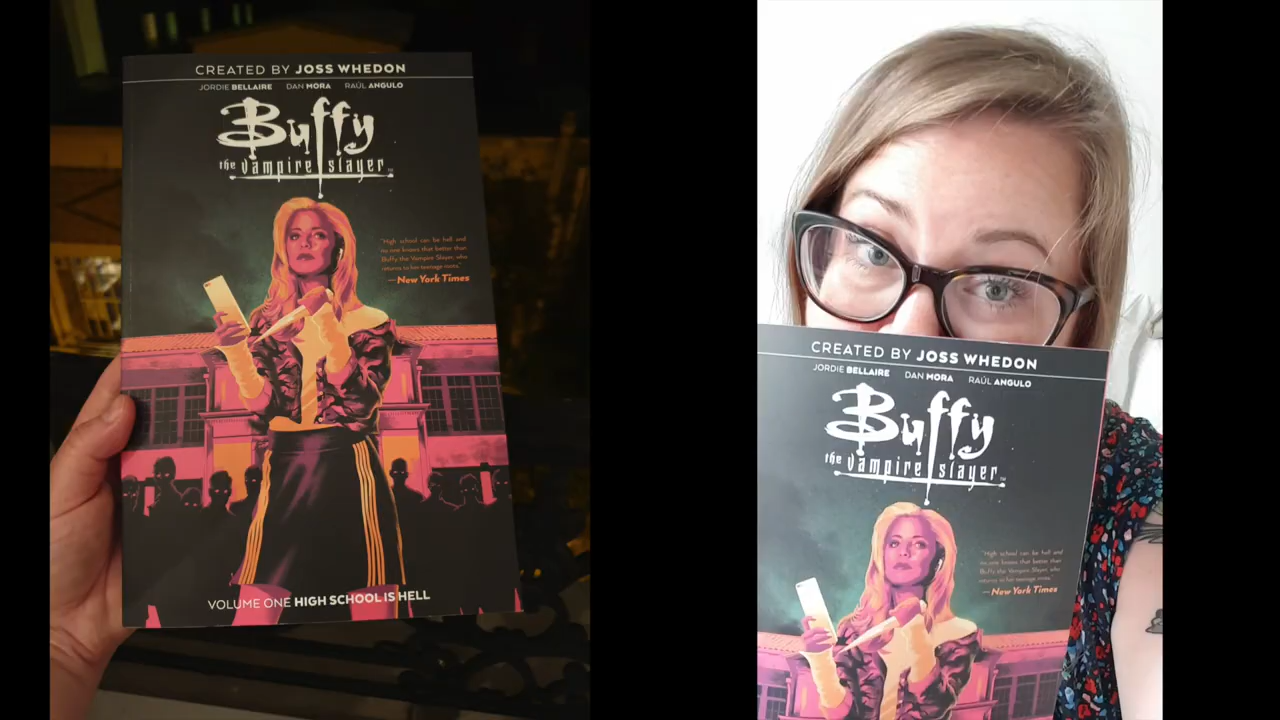 CREATED BY JOSS WHEDON
JORDIE BELLAIRE DAN MORA RAÚL ANGULO
Buffy
the vampire slayer
"High school can be hell and
no one knows that better than
Buffy the Vampire Slayer, who
returns to her teenage roots."
—New York Times
VOLUME ONE HIGH SCHOOL IS HELL
CREATED BY JOSS WHEDON
JORDIE BELLAIRE DAN MORA RAÚL ANGULO
Buffy
the vampire slayer™
"High school can be hell and
no one knows that better than
Buffy the Vampire Slayer, who
returns to her teenage roots."
—New York Times